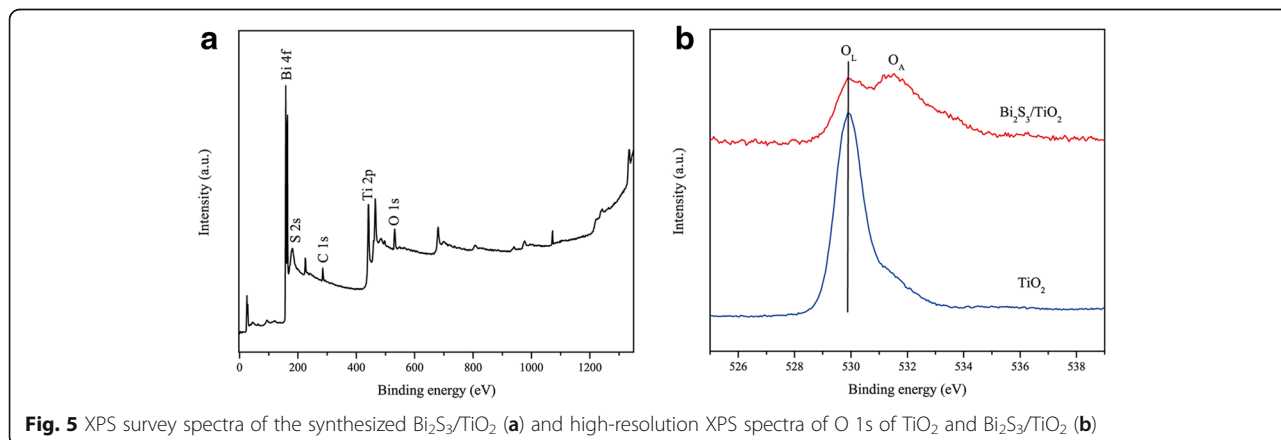 a
Bi 4f
S 2s
C 1s
Ti 2p
O 1s
Intensity (a.u.)
0 200 400 600 800 1000 1200
Binding energy (eV)
b
O_L
O_A
Bi₂S₃/TiO₂
TiO₂
Intensity (a.u.)
526 528 530 532 534 536 538
Binding energy (eV)
Fig. 5 XPS survey spectra of the synthesized Bi₂S₃/TiO₂ (a) and high-resolution XPS spectra of O 1s of TiO₂ and Bi₂S₃/TiO₂ (b)